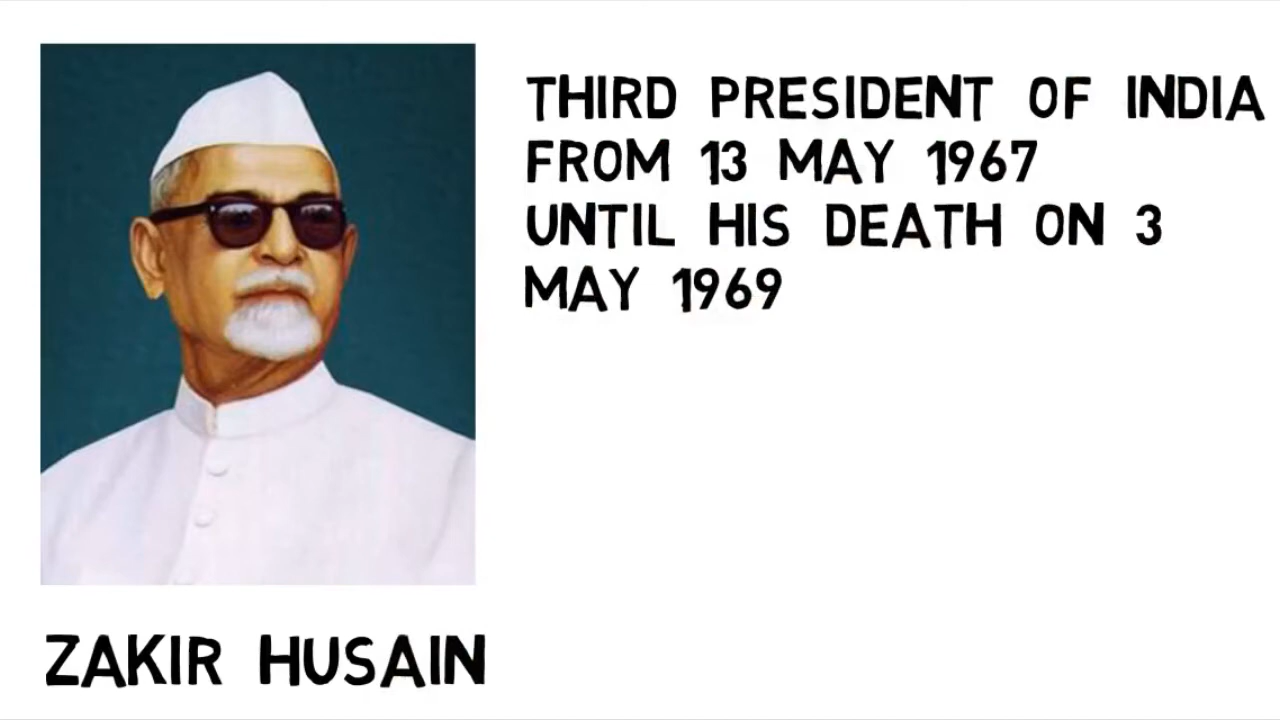 THIRD PRESIDENT OF INDIA
FROM 13 MAY 1967
UNTIL HIS DEATH ON 3
MAY 1969
ZAKIR HUSAIN